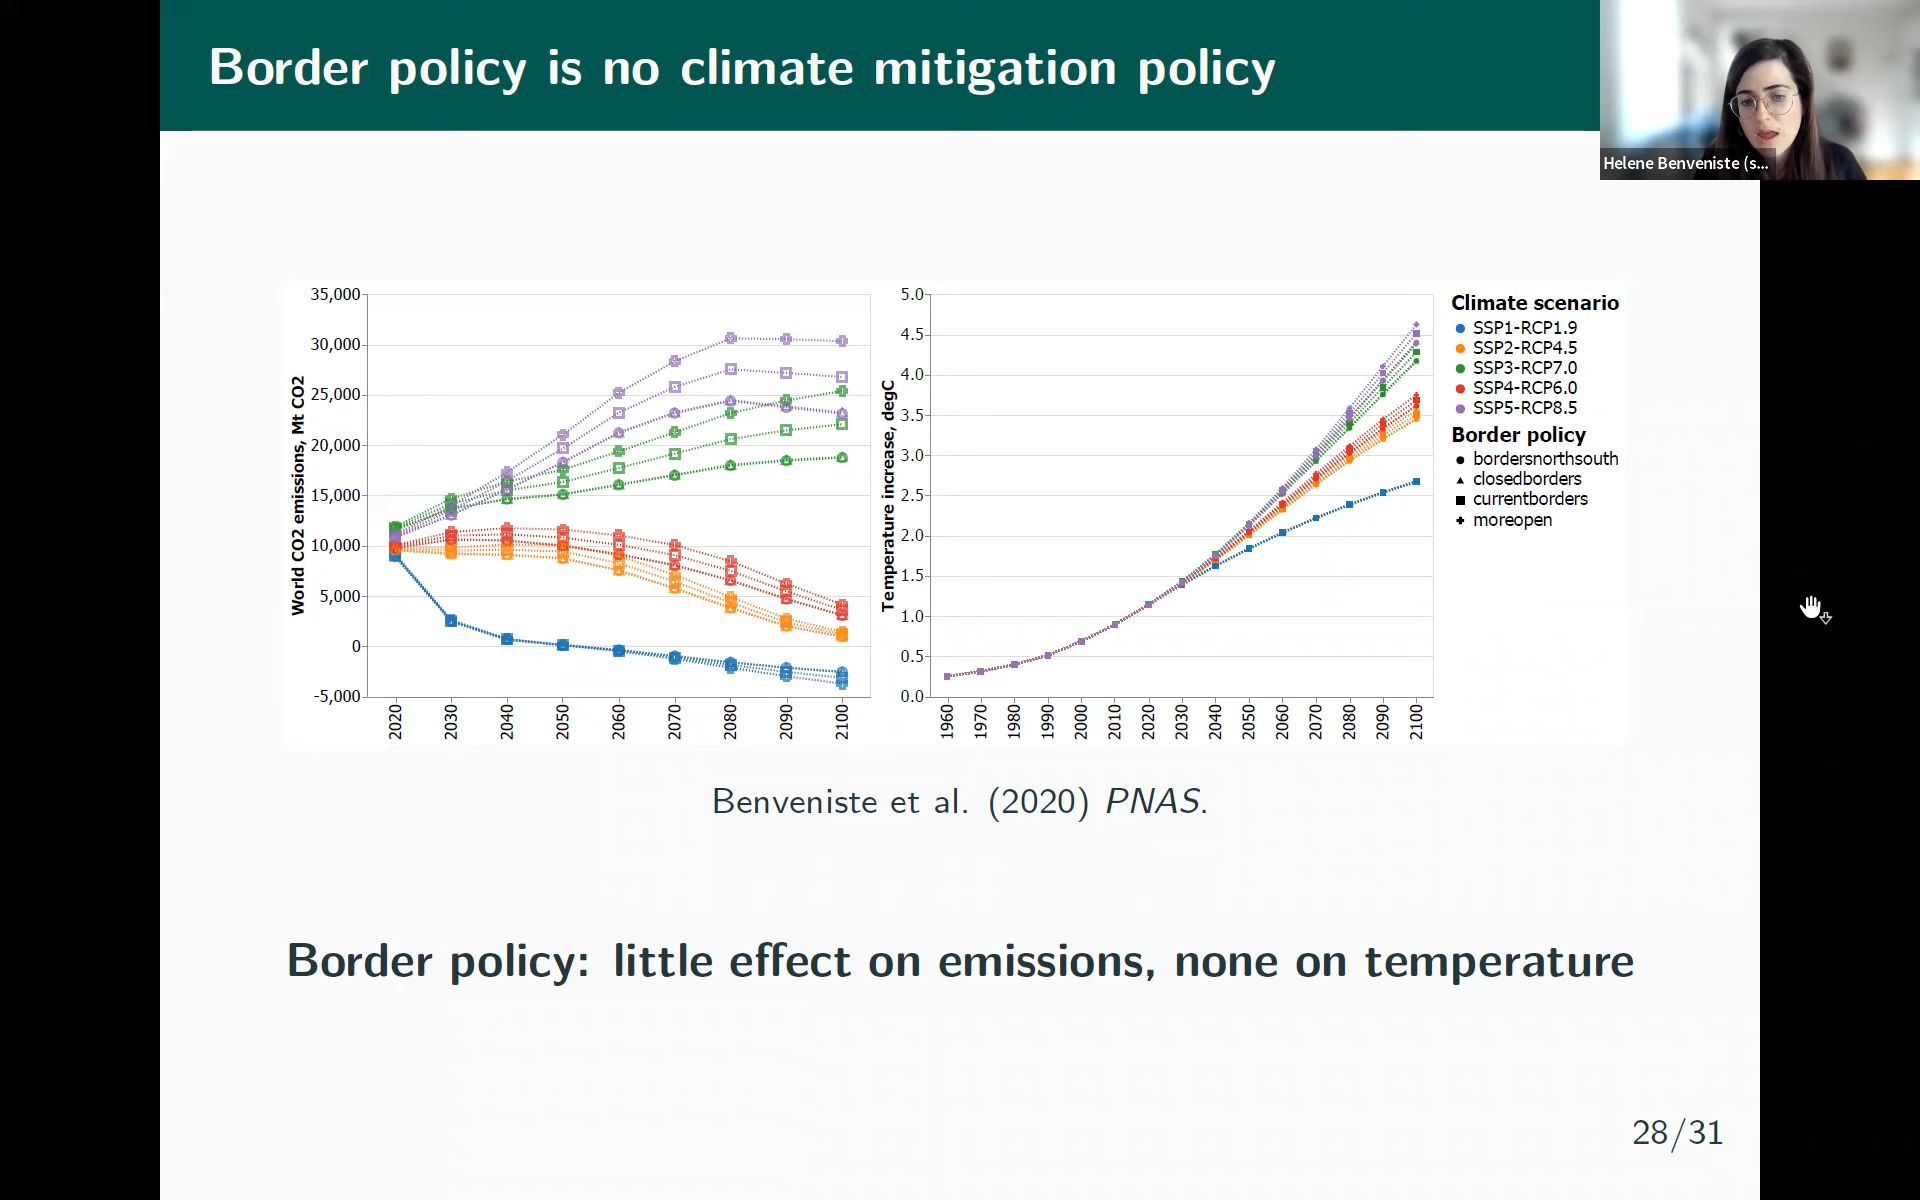 Border policy is no climate mitigation policy
Helene Benveniste (s...
World CO2 emissions, Mt CO2
35,000
30,000
25,000
20,000
15,000
10,000
5,000
0
-5,000
2020
2030
2040
2050
2060
2070
2080
2090
2100
Temperature increase, degC
5.0
4.5
4.0
3.5
3.0
2.5
2.0
1.5
1.0
0.5
0.0
1960
1970
1980
1990
2000
2010
2020
2030
2040
2050
2060
2070
2080
2090
2100
Climate scenario
SSP1-RCP1.9
SSP2-RCP4.5
SSP3-RCP7.0
SSP4-RCP6.0
SSP5-RCP8.5
Border policy
bordersnorthsouth
closedborders
currentborders
moreopen
Benveniste et al. (2020) PNAS.
Border policy: little effect on emissions, none on temperature
28/31